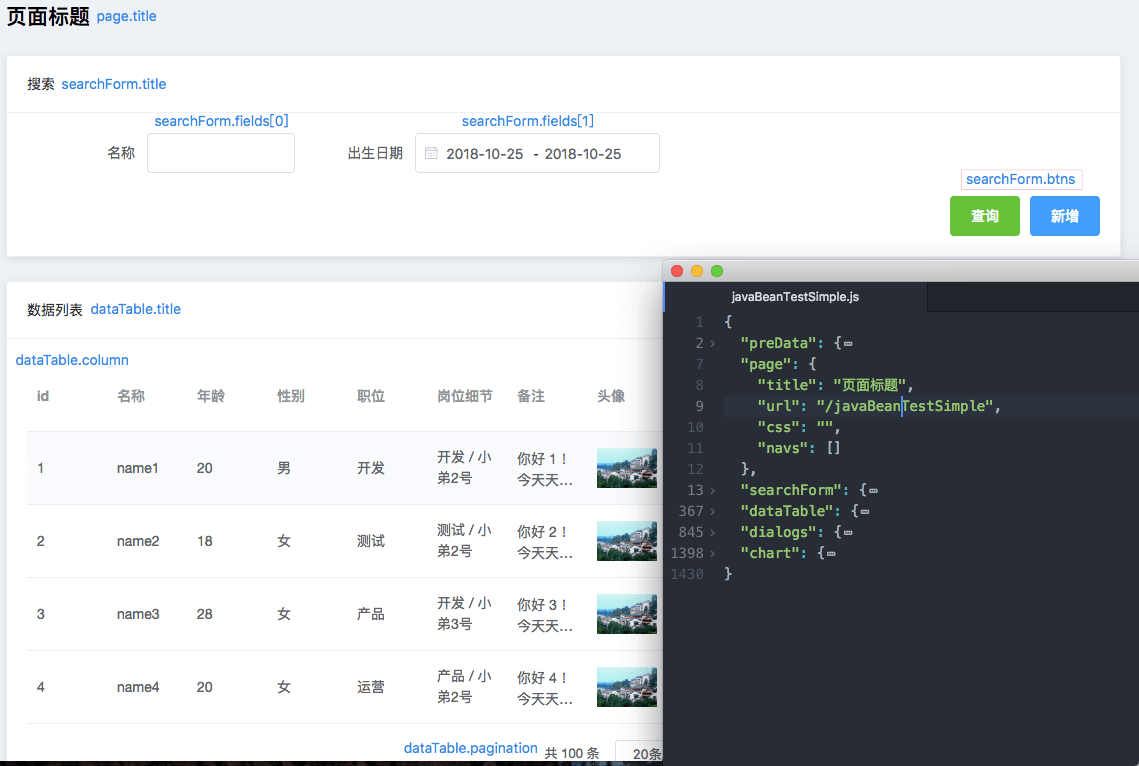 页面标题 page.title
搜索 searchForm.title
searchForm.fields[0] searchForm.fields[1]
名称 出生日期 2018-10-25 - 2018-10-25
searchForm.btns
查询 新增
数据列表 dataTable.title
dataTable.column
id 名称 年龄 性别 职位 岗位细节 备注 头像
1 name1 20 男 开发 开发 / 小 你好 1！
弟2号 今天天...
2 name2 18 女 测试 测试 / 小 你好 2！
弟2号 今天天...
3 name3 28 女 产品 开发 / 小 你好 3！
弟3号 今天天...
4 name4 20 女 运营 产品 / 小 你好 4！
弟2号 今天天...
dataTable.pagination 共 100 条 20条
javaBeanTestSimple.js
1 {
2 "preData": {
7 "page": {
8 "title": "页面标题",
9 "url": "/javaBeanTestSimple",
10 "css": "",
11 "navs": []
12 },
13 "searchForm": {
367 "dataTable": {
845 "dialogs": {
1398 "chart": {
1430 }